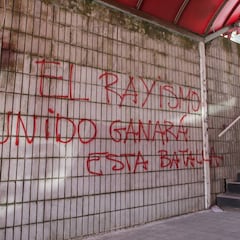 EL RAYISMO
UNIDO GANARÁ
ESTA BATALLA